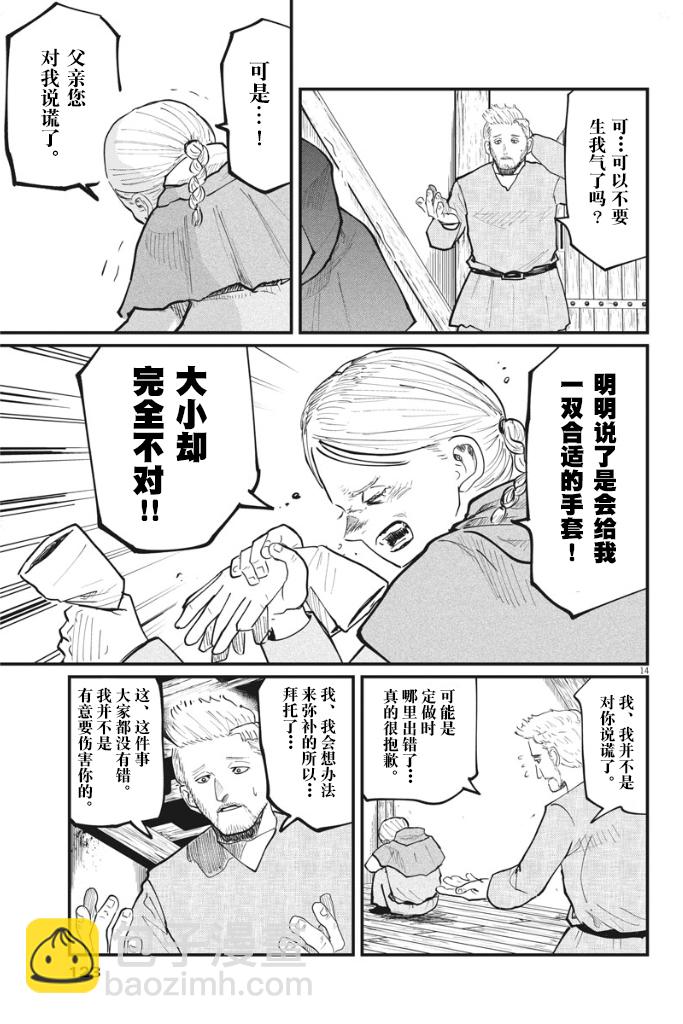 可…可以不要
生我气了吗？
可是…！
父亲您
对我说谎了。
明明说了是会给我
一双合适的手套！
大小却
完全不对!!
14
我、我并不是
对你说谎了。
可能是
定做时
哪里出错了…
真的很抱歉。
我、我会想办法
来弥补的所以…
拜托了…
这、这件事
大家都没有错。
我并不是
有意要伤害你的。
123
包子漫画
baozimh.com